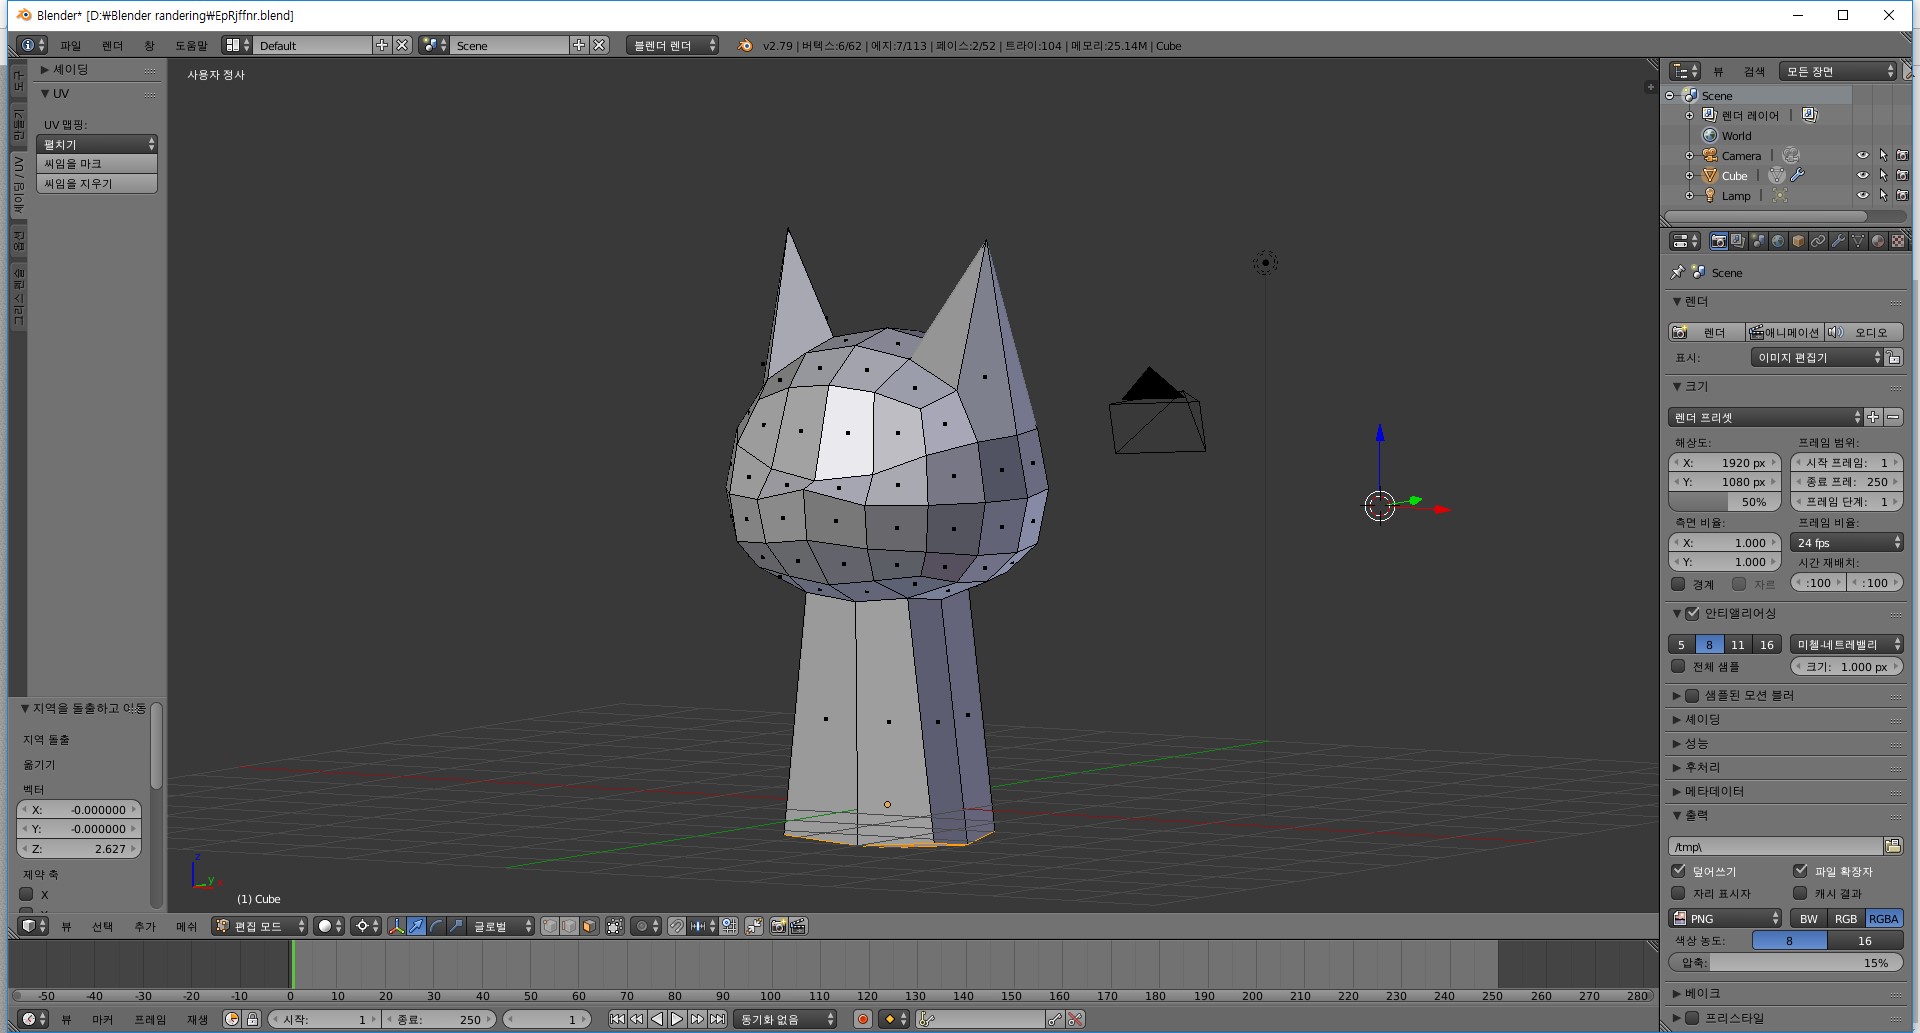 Blender* [D:₩Blender randering₩EpRjffnr.blend]
파일 렌더 창 도움말 Default Scene 블렌더 렌더 v2.79 | 버텍스:6/62 | 에지:7/113 | 페이스:2/52 | 트라이:104 | 메모리:25.14M | Cube
도구
만들기
셰이딩 / UV
옵션
그리스 펜슬
▶ 셰이딩
▼ UV
UV 맵핑:
펼치기
씨임을 마크
씨임을 지우기
▼ 지역을 돌출하고 이동
지역 돌출
옮기기
벡터
X: -0.000000
Y: -0.000000
Z: 2.627
제약 축
X
사용자 정사
z
y
(1) Cube
뷰 선택 추가 메쉬 편집 모드 글로벌
-50 -40 -30 -20 -10 0 10 20 30 40 50 60 70 80 90 100 110 120 130 140 150 160 170 180 190 200 210 220 230 240 250 260 270 280
뷰 마커 프레임 재생 시작: 1 종료: 250 1 동기화 없음
뷰 검색 모든 장면
Scene
렌더 레이어 |
World
Camera |
Cube |
Lamp |
Scene
▼ 렌더
렌더 애니메이션 오디오
표시: 이미지 편집기
▼ 크기
렌더 프리셋
해상도: 프레임 범위:
X: 1920 px 시작 프레임: 1
Y: 1080 px 종료 프레: 250
50% 프레임 단계: 1
측면 비율: 프레임 비율:
X: 1.000 24 fps
Y: 1.000 시간 재배치:
경계 자르 :100 :100
▼ 안티앨리어싱
5 8 11 16 미첼-네트레밸리
전체 샘플 크기: 1.000 px
▶ 샘플된 모션 블러
▶ 셰이딩
▶ 성능
▶ 후처리
▶ 메타데이터
▼ 출력
/tmp\
덮어쓰기 파일 확장자
자리 표시자 캐시 결과
PNG BW RGB RGBA
색상 농도: 8 16
압축: 15%
▶ 베이크
▶ 프리스타일